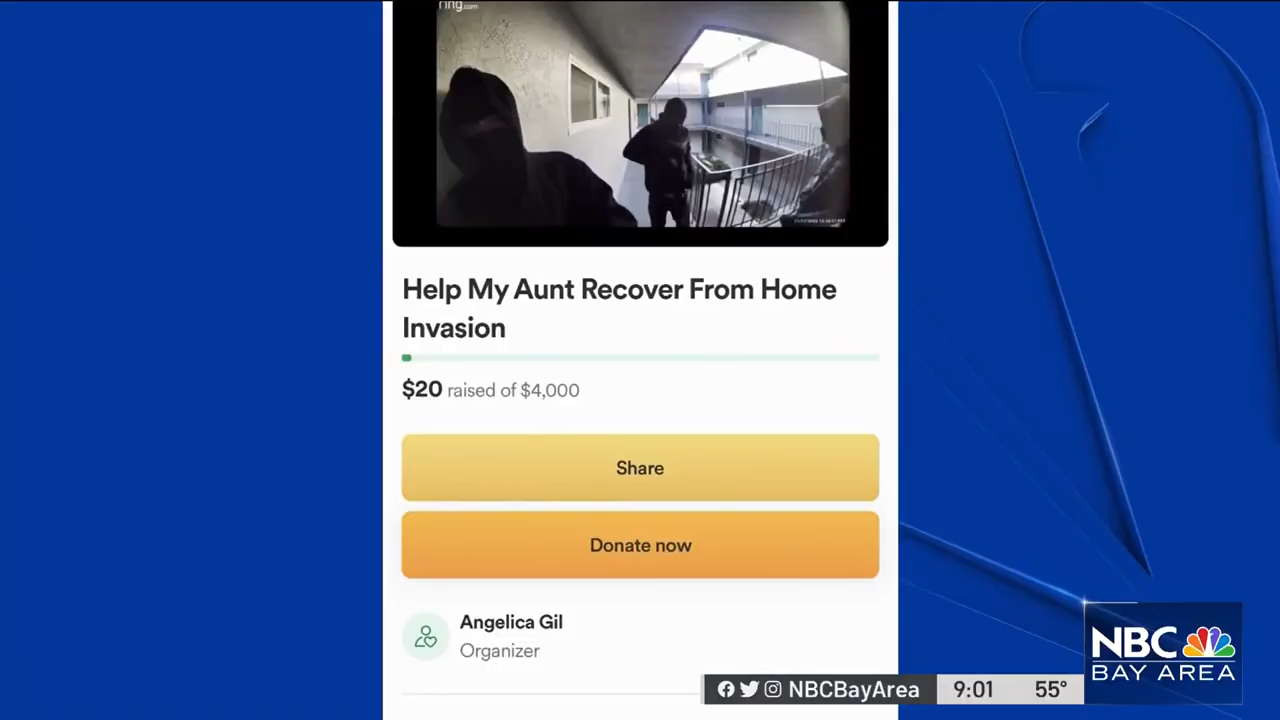 ring.com
Help My Aunt Recover From Home
Invasion
$20 raised of $4,000
Share
Donate now
Angelica Gil
Organizer
NBCBayArea
9:01
55°
NBC
BAY AREA